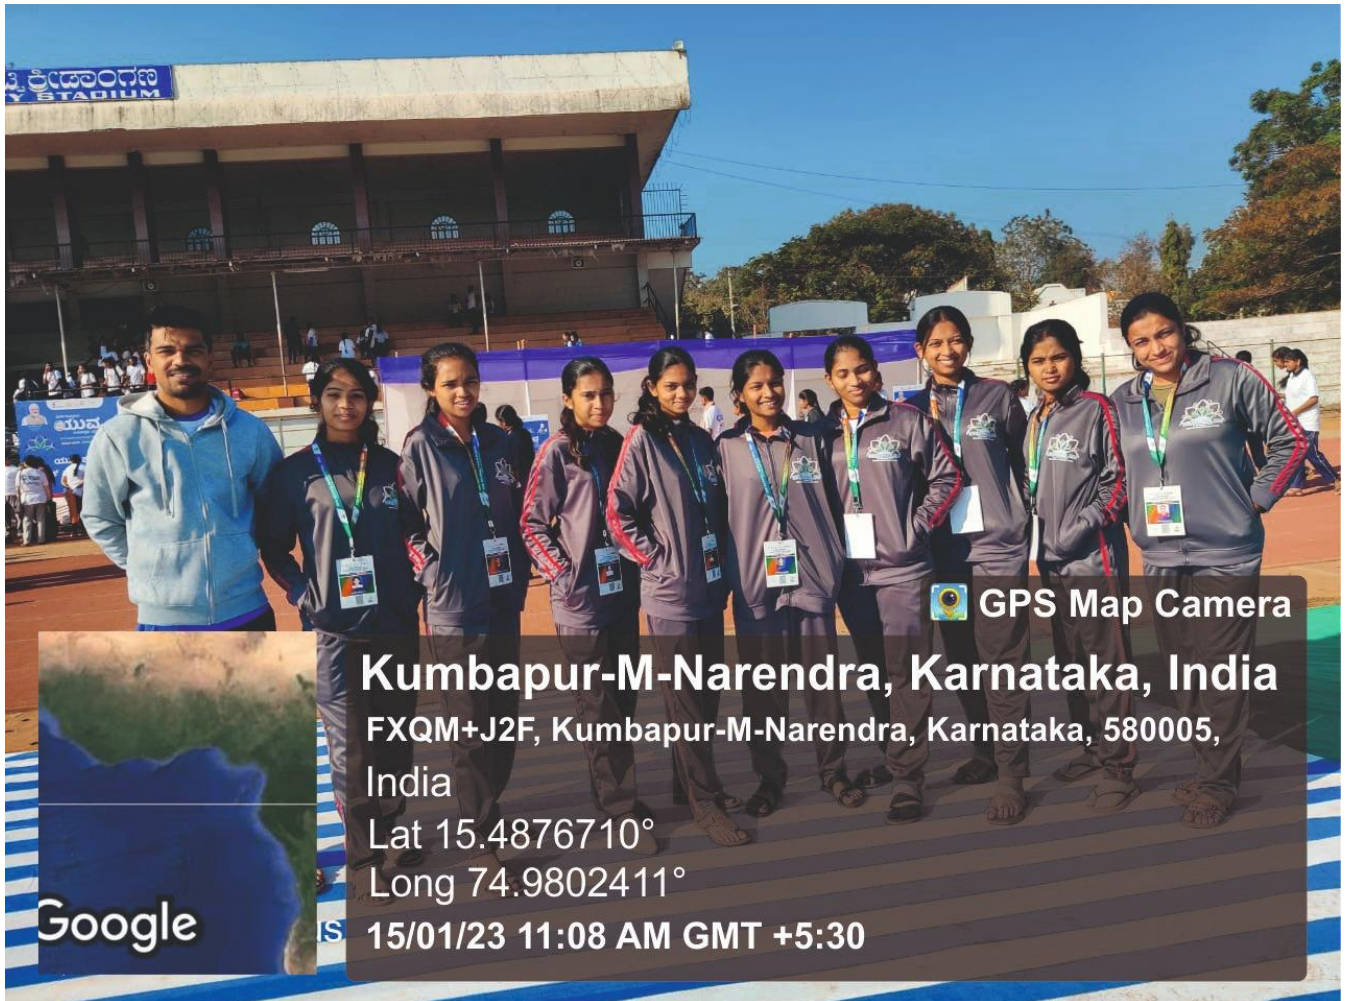 ಕ್ರೀಡಾಂಗಣ
Y STADIUM
ಯುವ
GPS Map Camera
Kumbapur-M-Narendra, Karnataka, India
FXQM+J2F, Kumbapur-M-Narendra, Karnataka, 580005,
India
Lat 15.4876710°
Long 74.9802411°
15/01/23 11:08 AM GMT +5:30
Google